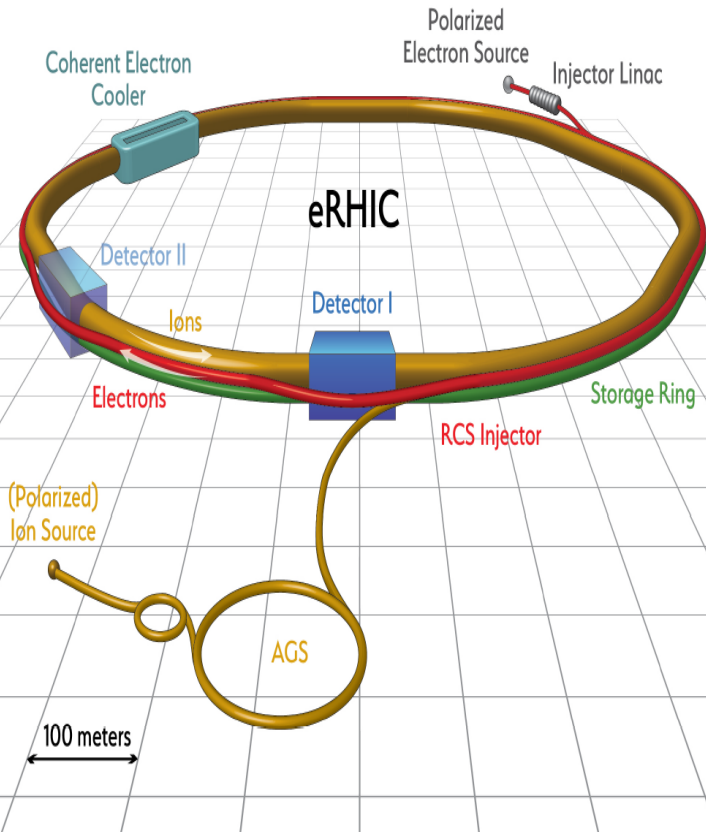 Polarized
Electron Source
Injector Linac
Coherent Electron
Cooler
eRHIC
Detector II
Detector I
Ions
Electrons
Storage Ring
RCS Injector
(Polarized)
Ion Source
AGS
100 meters